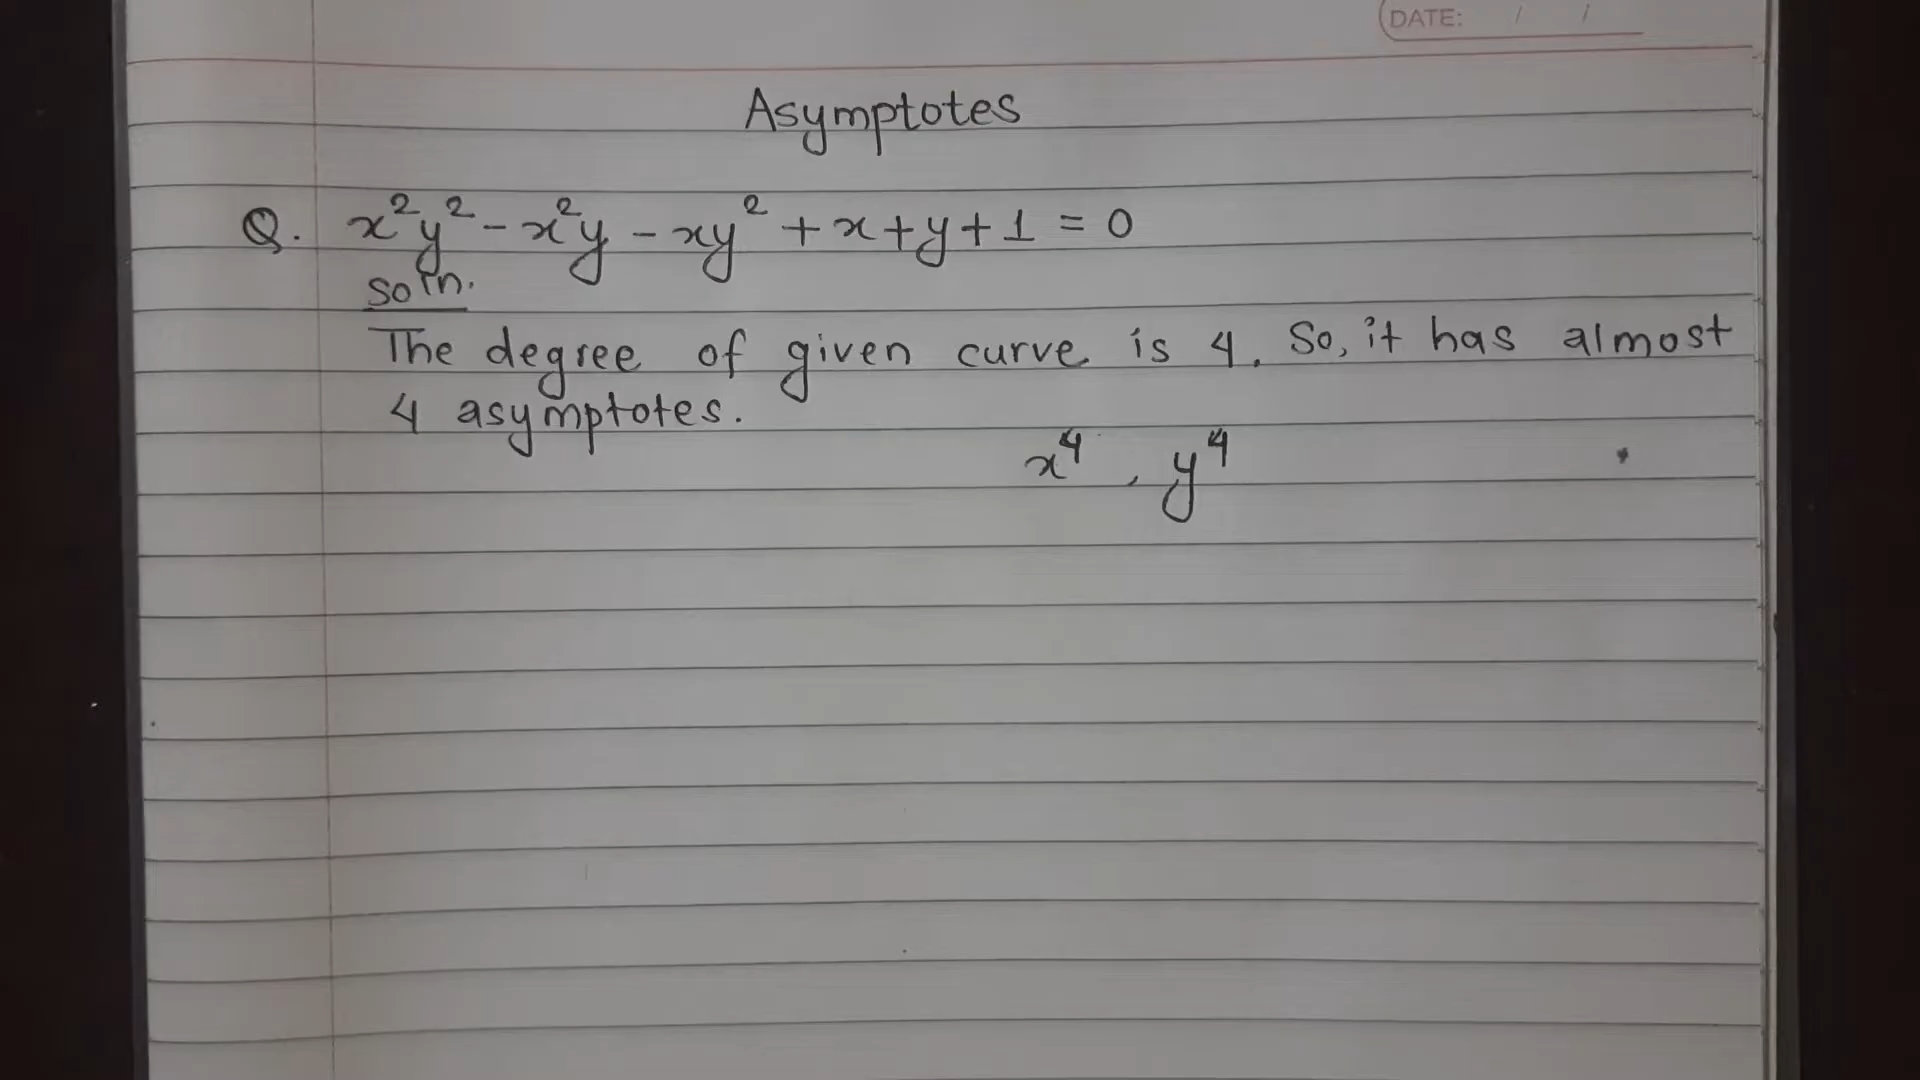 DATE: / /
Asymptotes
Q. x²y² - x²y - xy² + x + y + 1 = 0
soln.
The degree of given curve is 4. So, it has almost
4 asymptotes.
x⁴, y⁴